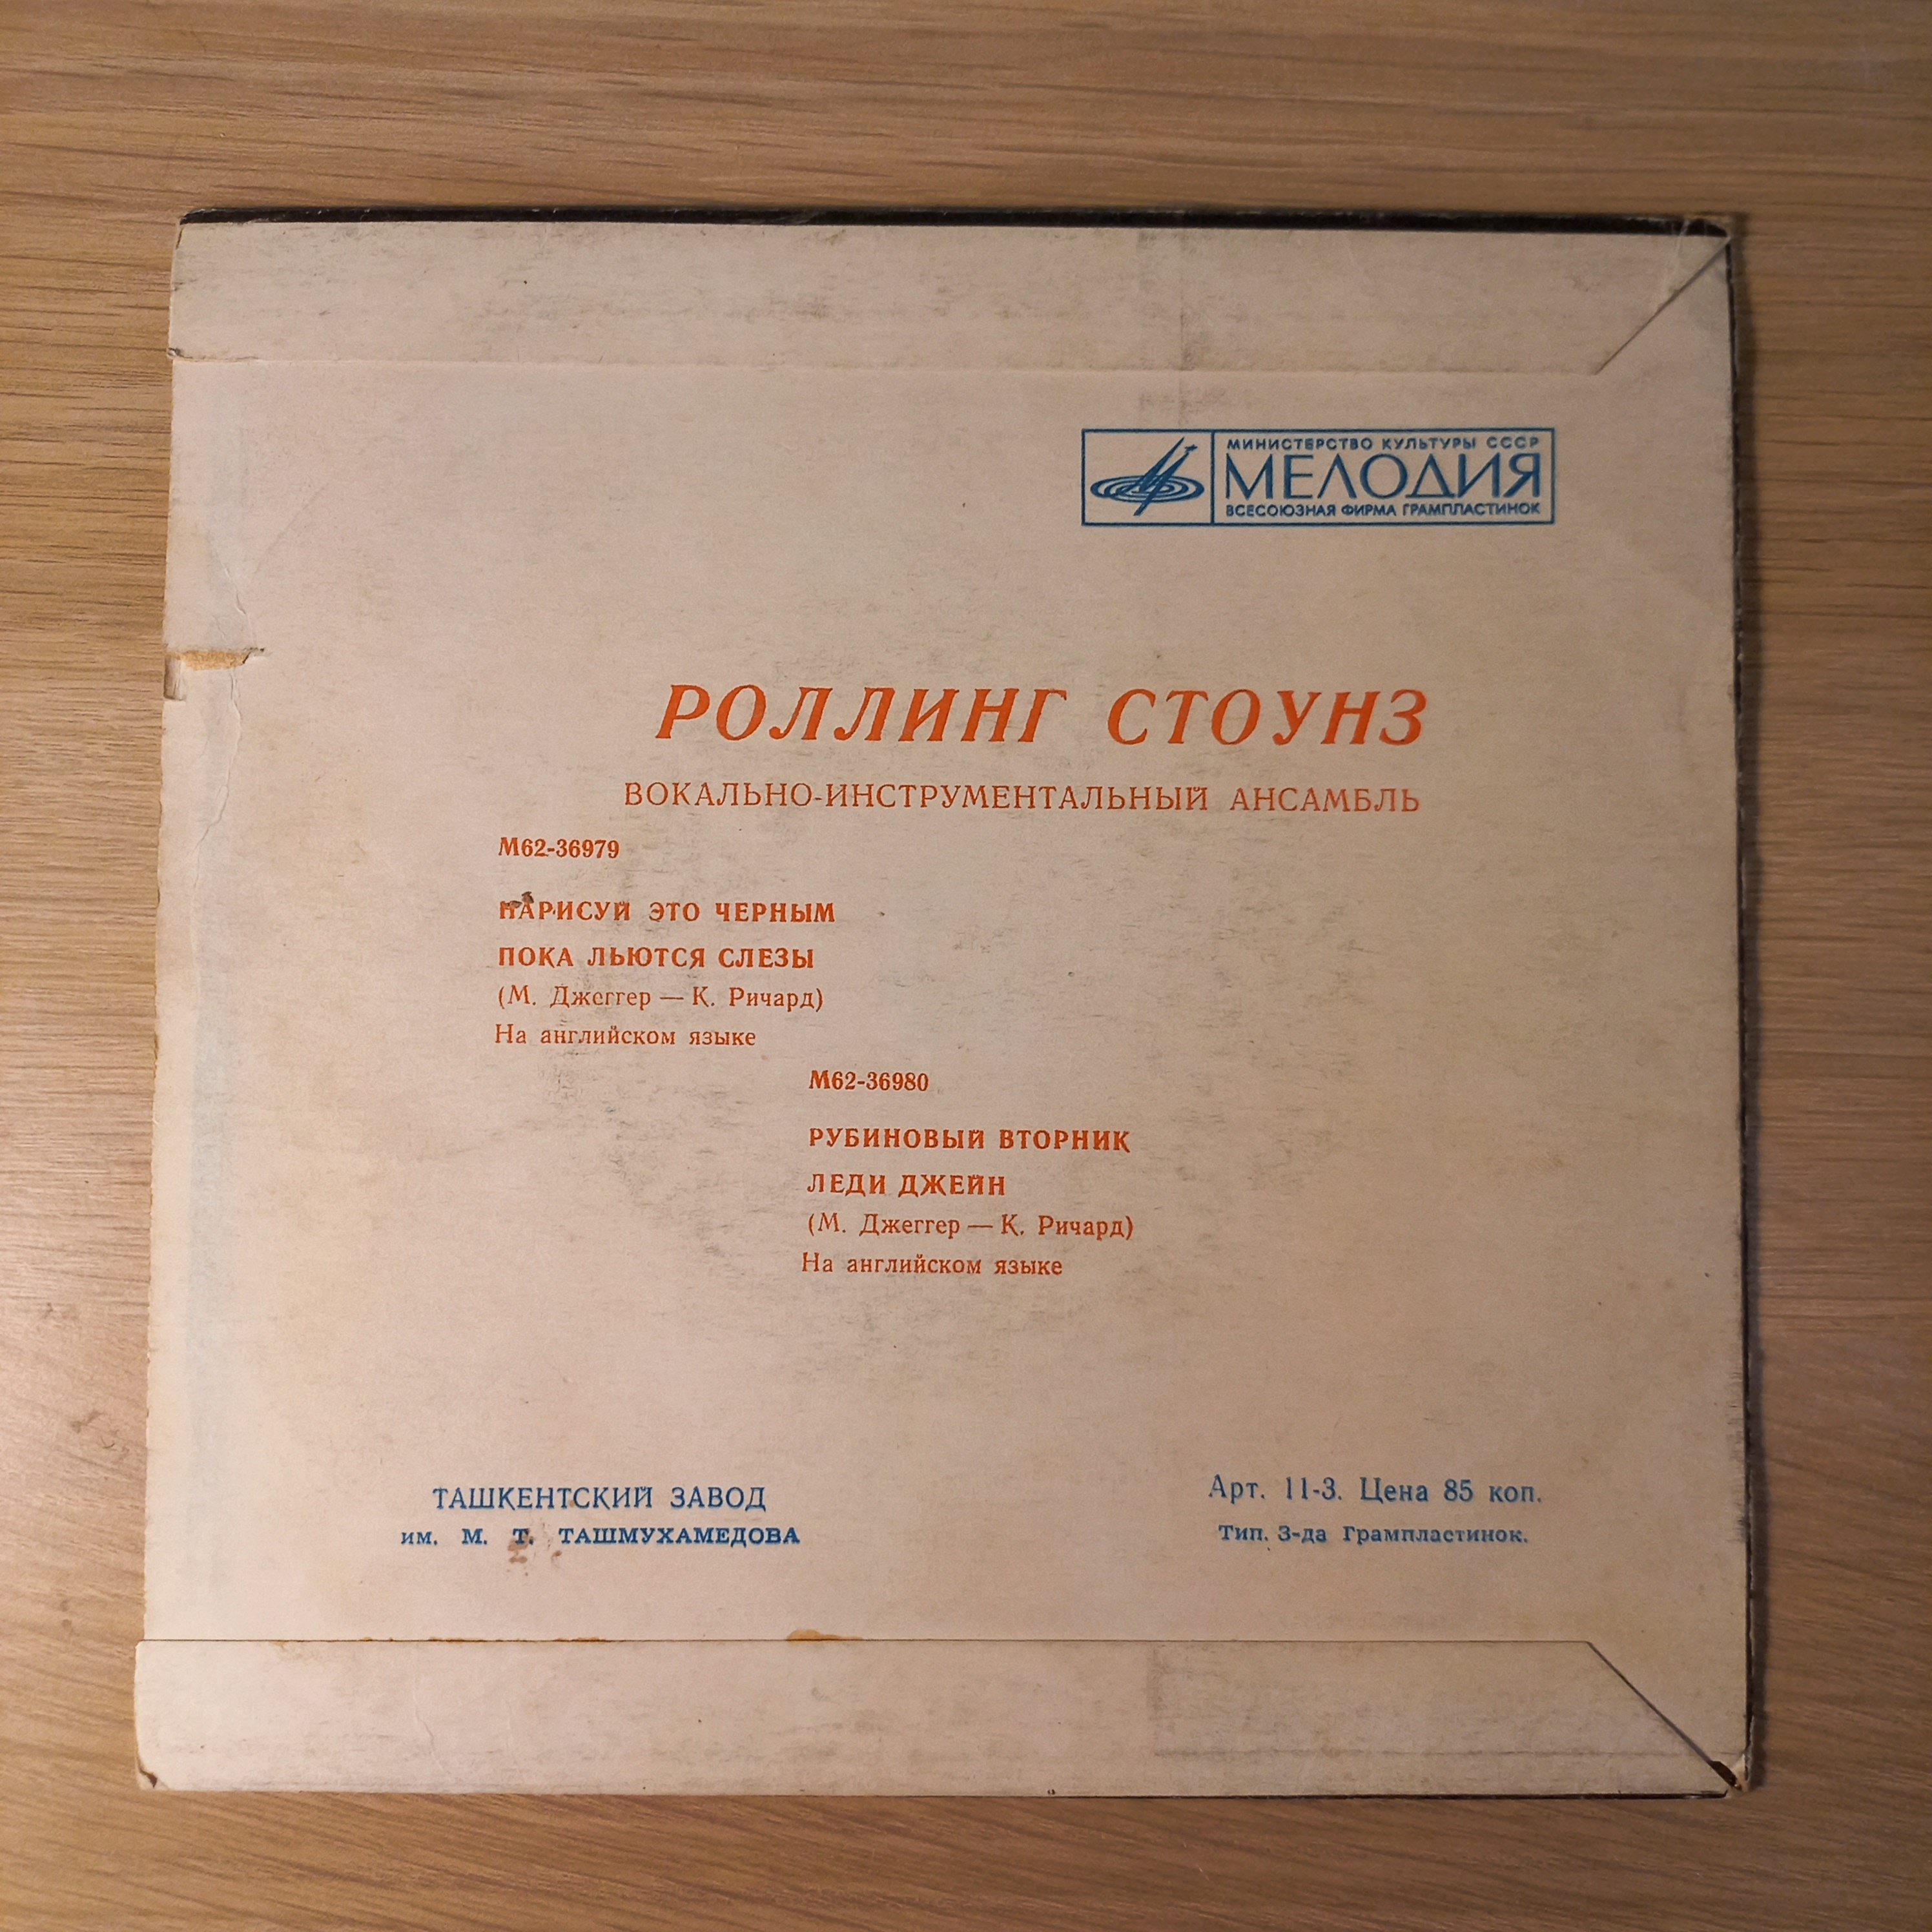 МИНИСТЕРСТВО КУЛЬТУРЫ СССР
МЕЛОДИЯ
ВСЕСОЮЗНАЯ ФИРМА ГРАМПЛАСТИНОК
РОЛЛИНГ СТОУНЗ
ВОКАЛЬНО-ИНСТРУМЕНТАЛЬНЫЙ АНСАМБЛЬ
М62-36979
НАРИСУЙ ЭТО ЧЕРНЫМ
ПОКА ЛЬЮТСЯ СЛЕЗЫ
(М. Джеггер — К. Ричард)
На английском языке
М62-36980
РУБИНОВЫЙ ВТОРНИК
ЛЕДИ ДЖЕЙН
(М. Джеггер — К. Ричард)
На английском языке
ТАШКЕНТСКИЙ ЗАВОД
им. М. Т. ТАШМУХАМЕДОВА
Арт. 11-3. Цена 85 коп.
Тип. З-да Грампластинок.